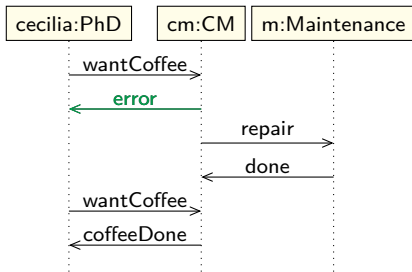 cecilia:PhD cm:CM m:Maintenance
wantCoffee
error
repair
done
wantCoffee
coffeeDone